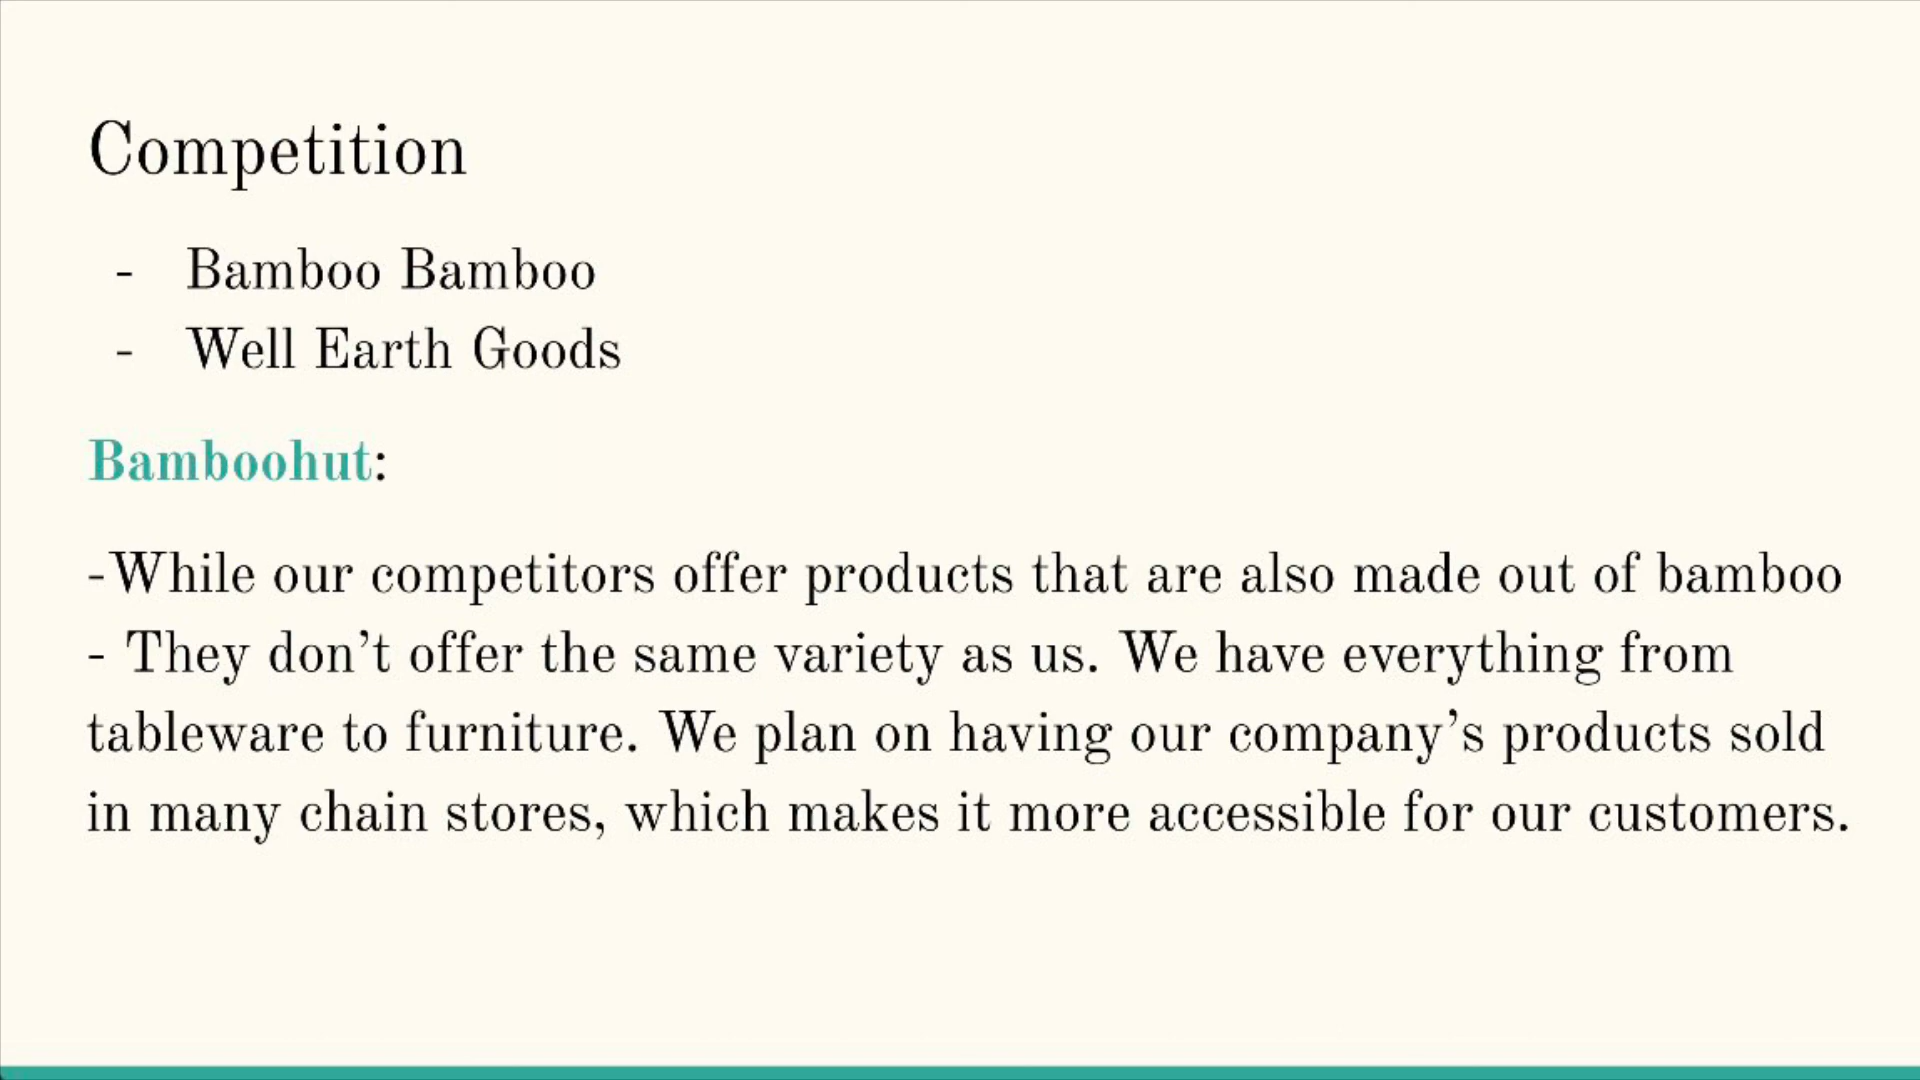 Competition
- Bamboo Bamboo
- Well Earth Goods
Bamboohut:
-While our competitors offer products that are also made out of bamboo
- They don’t offer the same variety as us. We have everything from
tableware to furniture. We plan on having our company’s products sold
in many chain stores, which makes it more accessible for our customers.